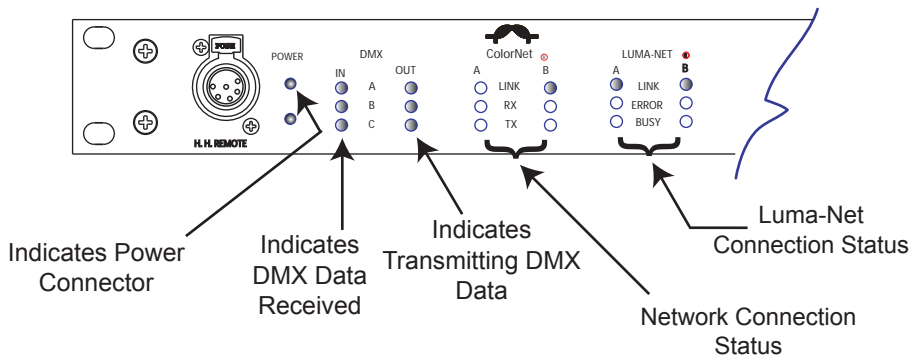 PUSH
POWER
DMX
IN
OUT
A
B
C
H. H. REMOTE
ColorNet ©
A
B
LINK
RX
TX
LUMA-NET
A
B
LINK
ERROR
BUSY
Indicates Power
Connector
Indicates
DMX Data
Received
Indicates
Transmitting DMX
Data
Network Connection
Status
Luma-Net
Connection Status